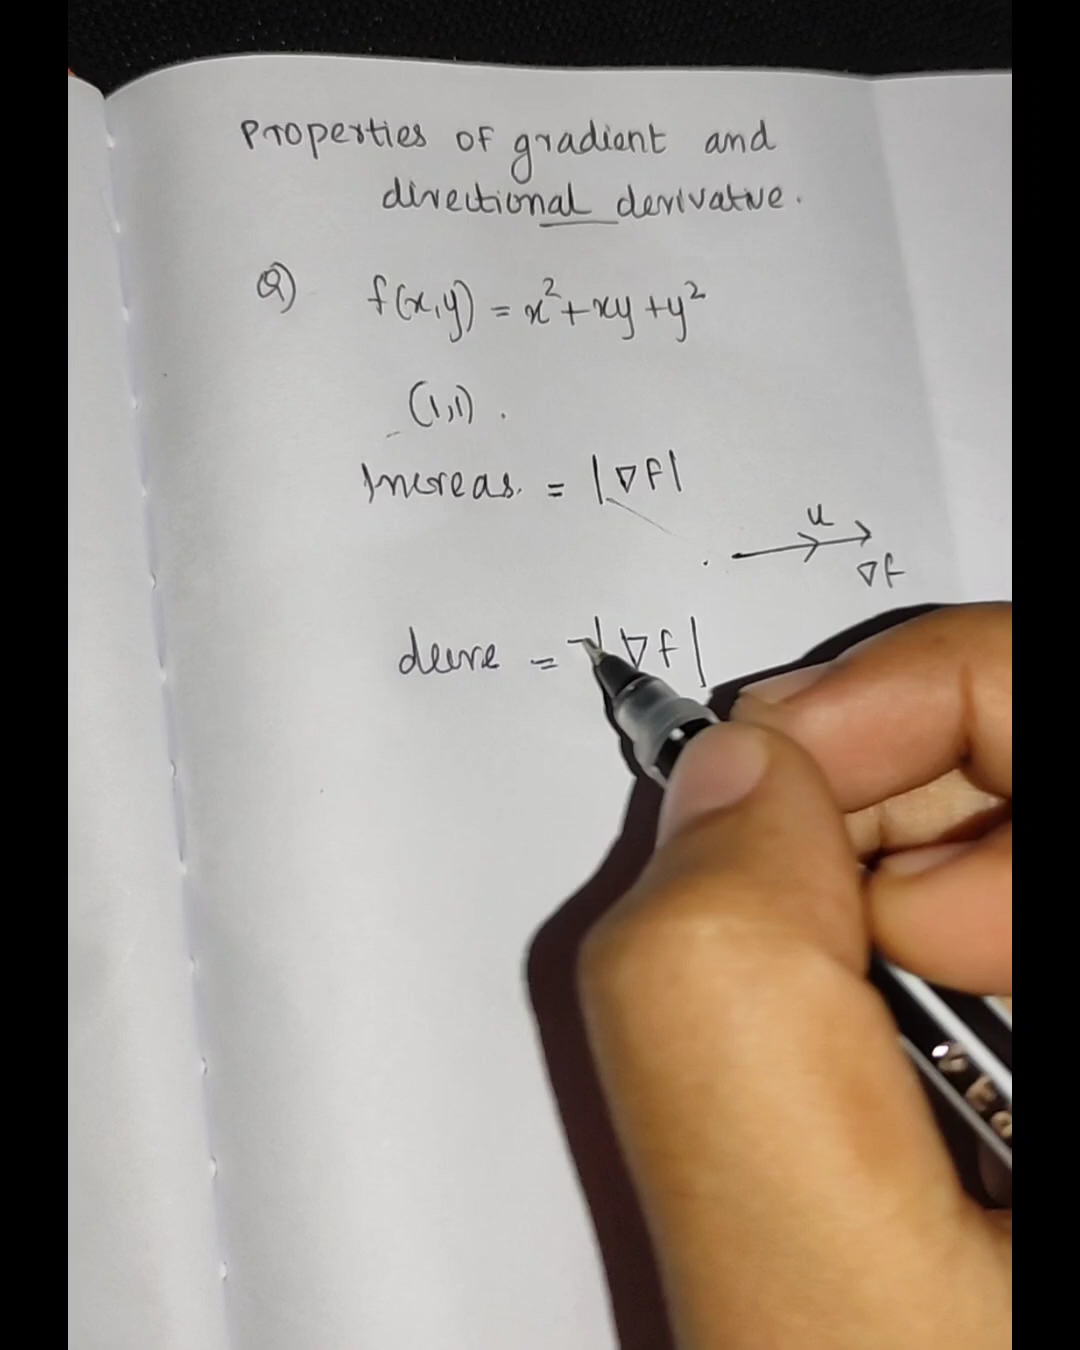 Properties of gradient and
directional derivative.
Q) f(x,y) = x²+xy+y²
(1,1).
Increas. = |∇f|
u
∇f
decre = -|∇f|